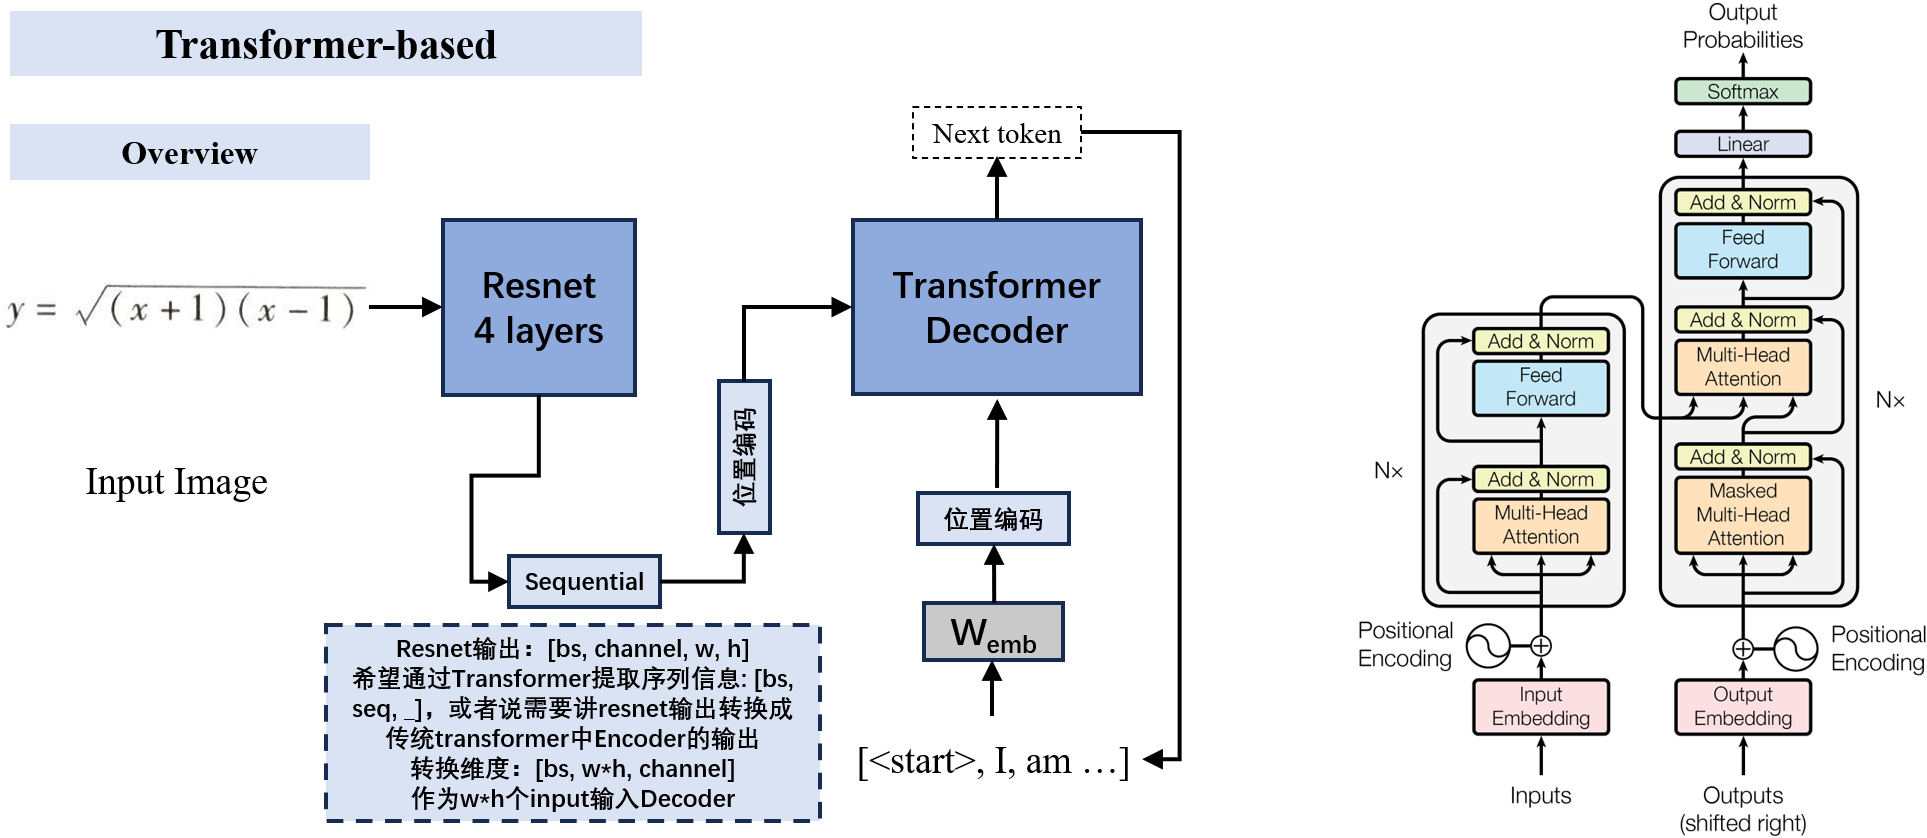 Transformer-based
Overview
y = √(x + 1)(x − 1)
Input Image
Resnet
4 layers
Sequential
位置编码
Resnet输出：[bs, channel, w, h]
希望通过Transformer提取序列信息: [bs,
seq, _]，或者说需要讲resnet输出转换成
传统transformer中Encoder的输出
转换维度：[bs, w*h, channel]
作为w*h个input输入Decoder
Next token
Transformer
Decoder
位置编码
Wemb
[<start>, I, am …]
Output
Probabilities
Softmax
Linear
Add & Norm
Feed
Forward
Add & Norm
Multi-Head
Attention
Add & Norm
Masked
Multi-Head
Attention
N×
Positional
Encoding
Output
Embedding
Outputs
(shifted right)
Add & Norm
Feed
Forward
Add & Norm
Multi-Head
Attention
N×
Positional
Encoding
Input
Embedding
Inputs